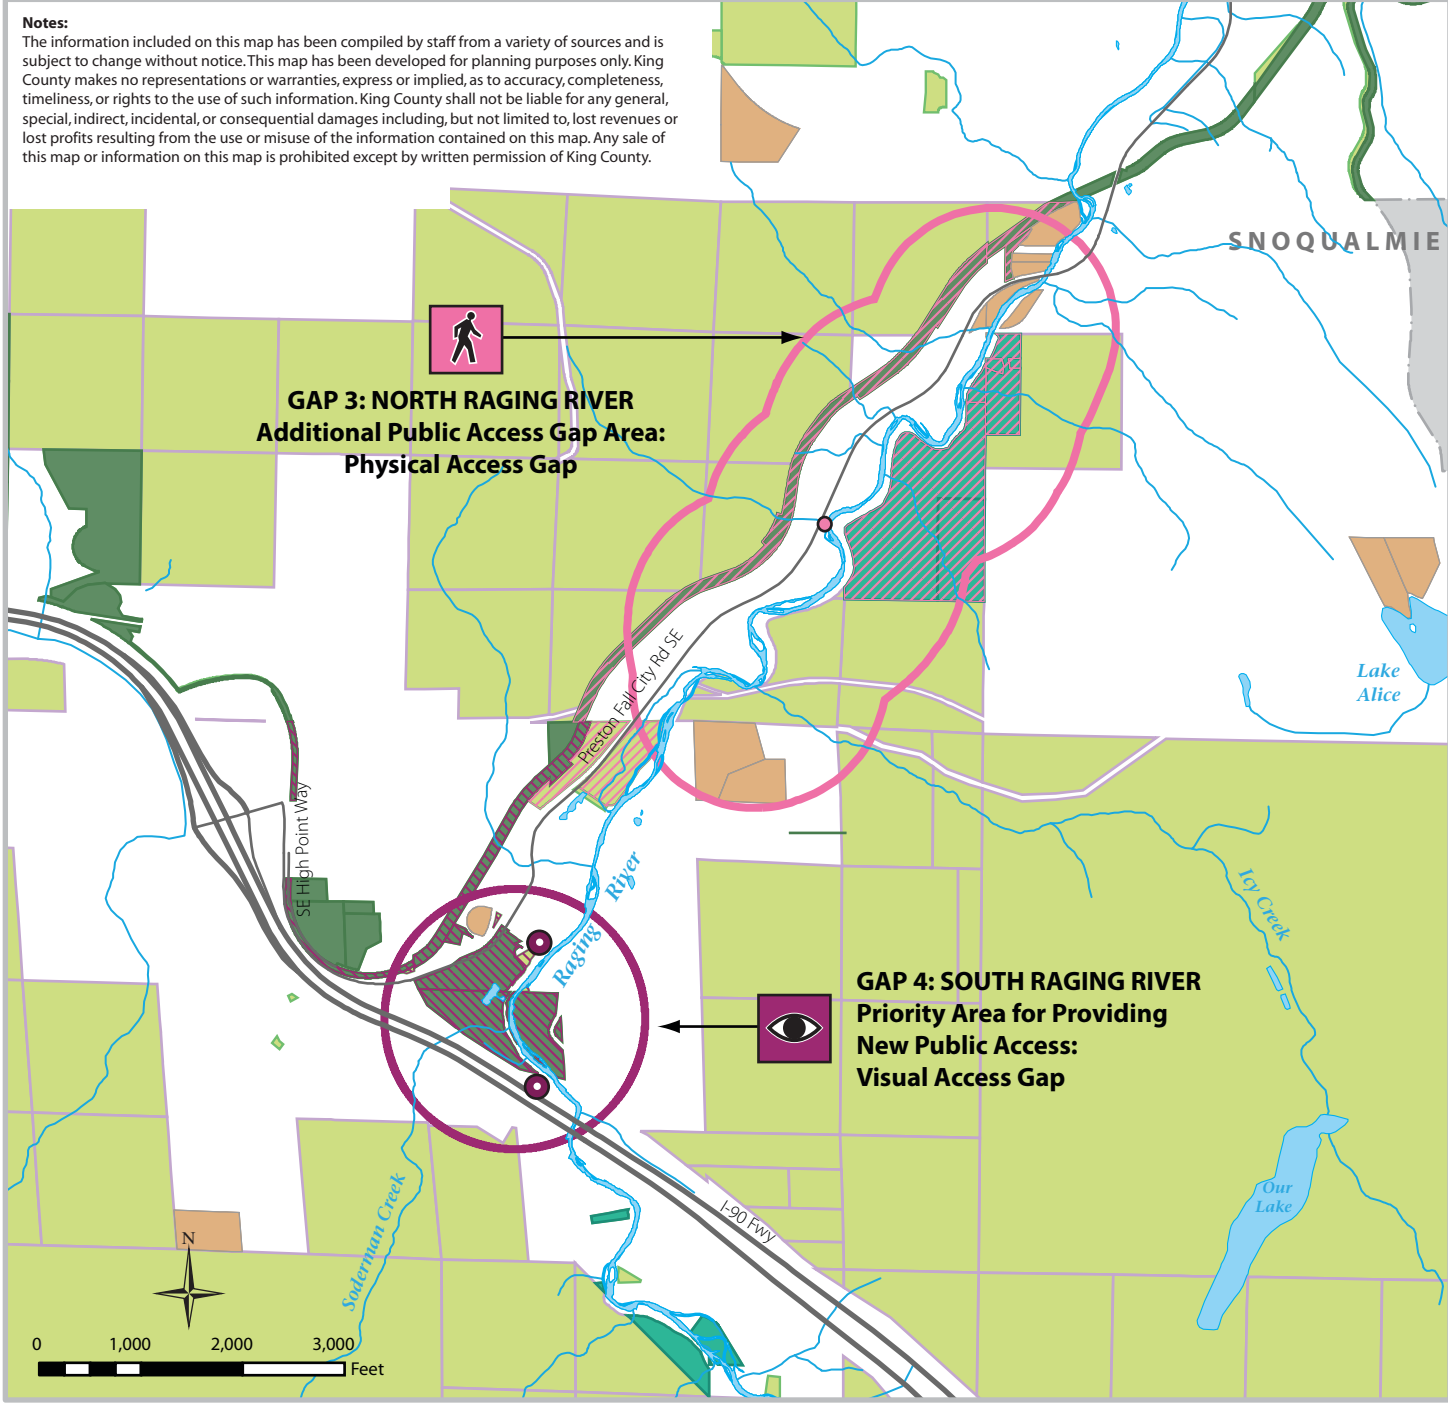 Notes:
The information included on this map has been compiled by staff from a variety of sources and is
subject to change without notice. This map has been developed for planning purposes only. King
County makes no representations or warranties, express or implied, as to accuracy, completeness,
timeliness, or rights to the use of such information. King County shall not be liable for any general,
special, indirect, incidental, or consequential damages including, but not limited to, lost revenues or
lost profits resulting from the use or misuse of the information contained on this map. Any sale of
this map or information on this map is prohibited except by written permission of King County.
SNOQUALMIE
GAP 3: NORTH RAGING RIVER
Additional Public Access Gap Area:
Physical Access Gap
Preston Fall City Rd SE
Lake
Alice
SE High Point Way
Raging River
Icy Creek
GAP 4: SOUTH RAGING RIVER
Priority Area for Providing
New Public Access:
Visual Access Gap
Soderman Creek
I-90 Fwy
Our
Lake
N
0 1,000 2,000 3,000
Feet